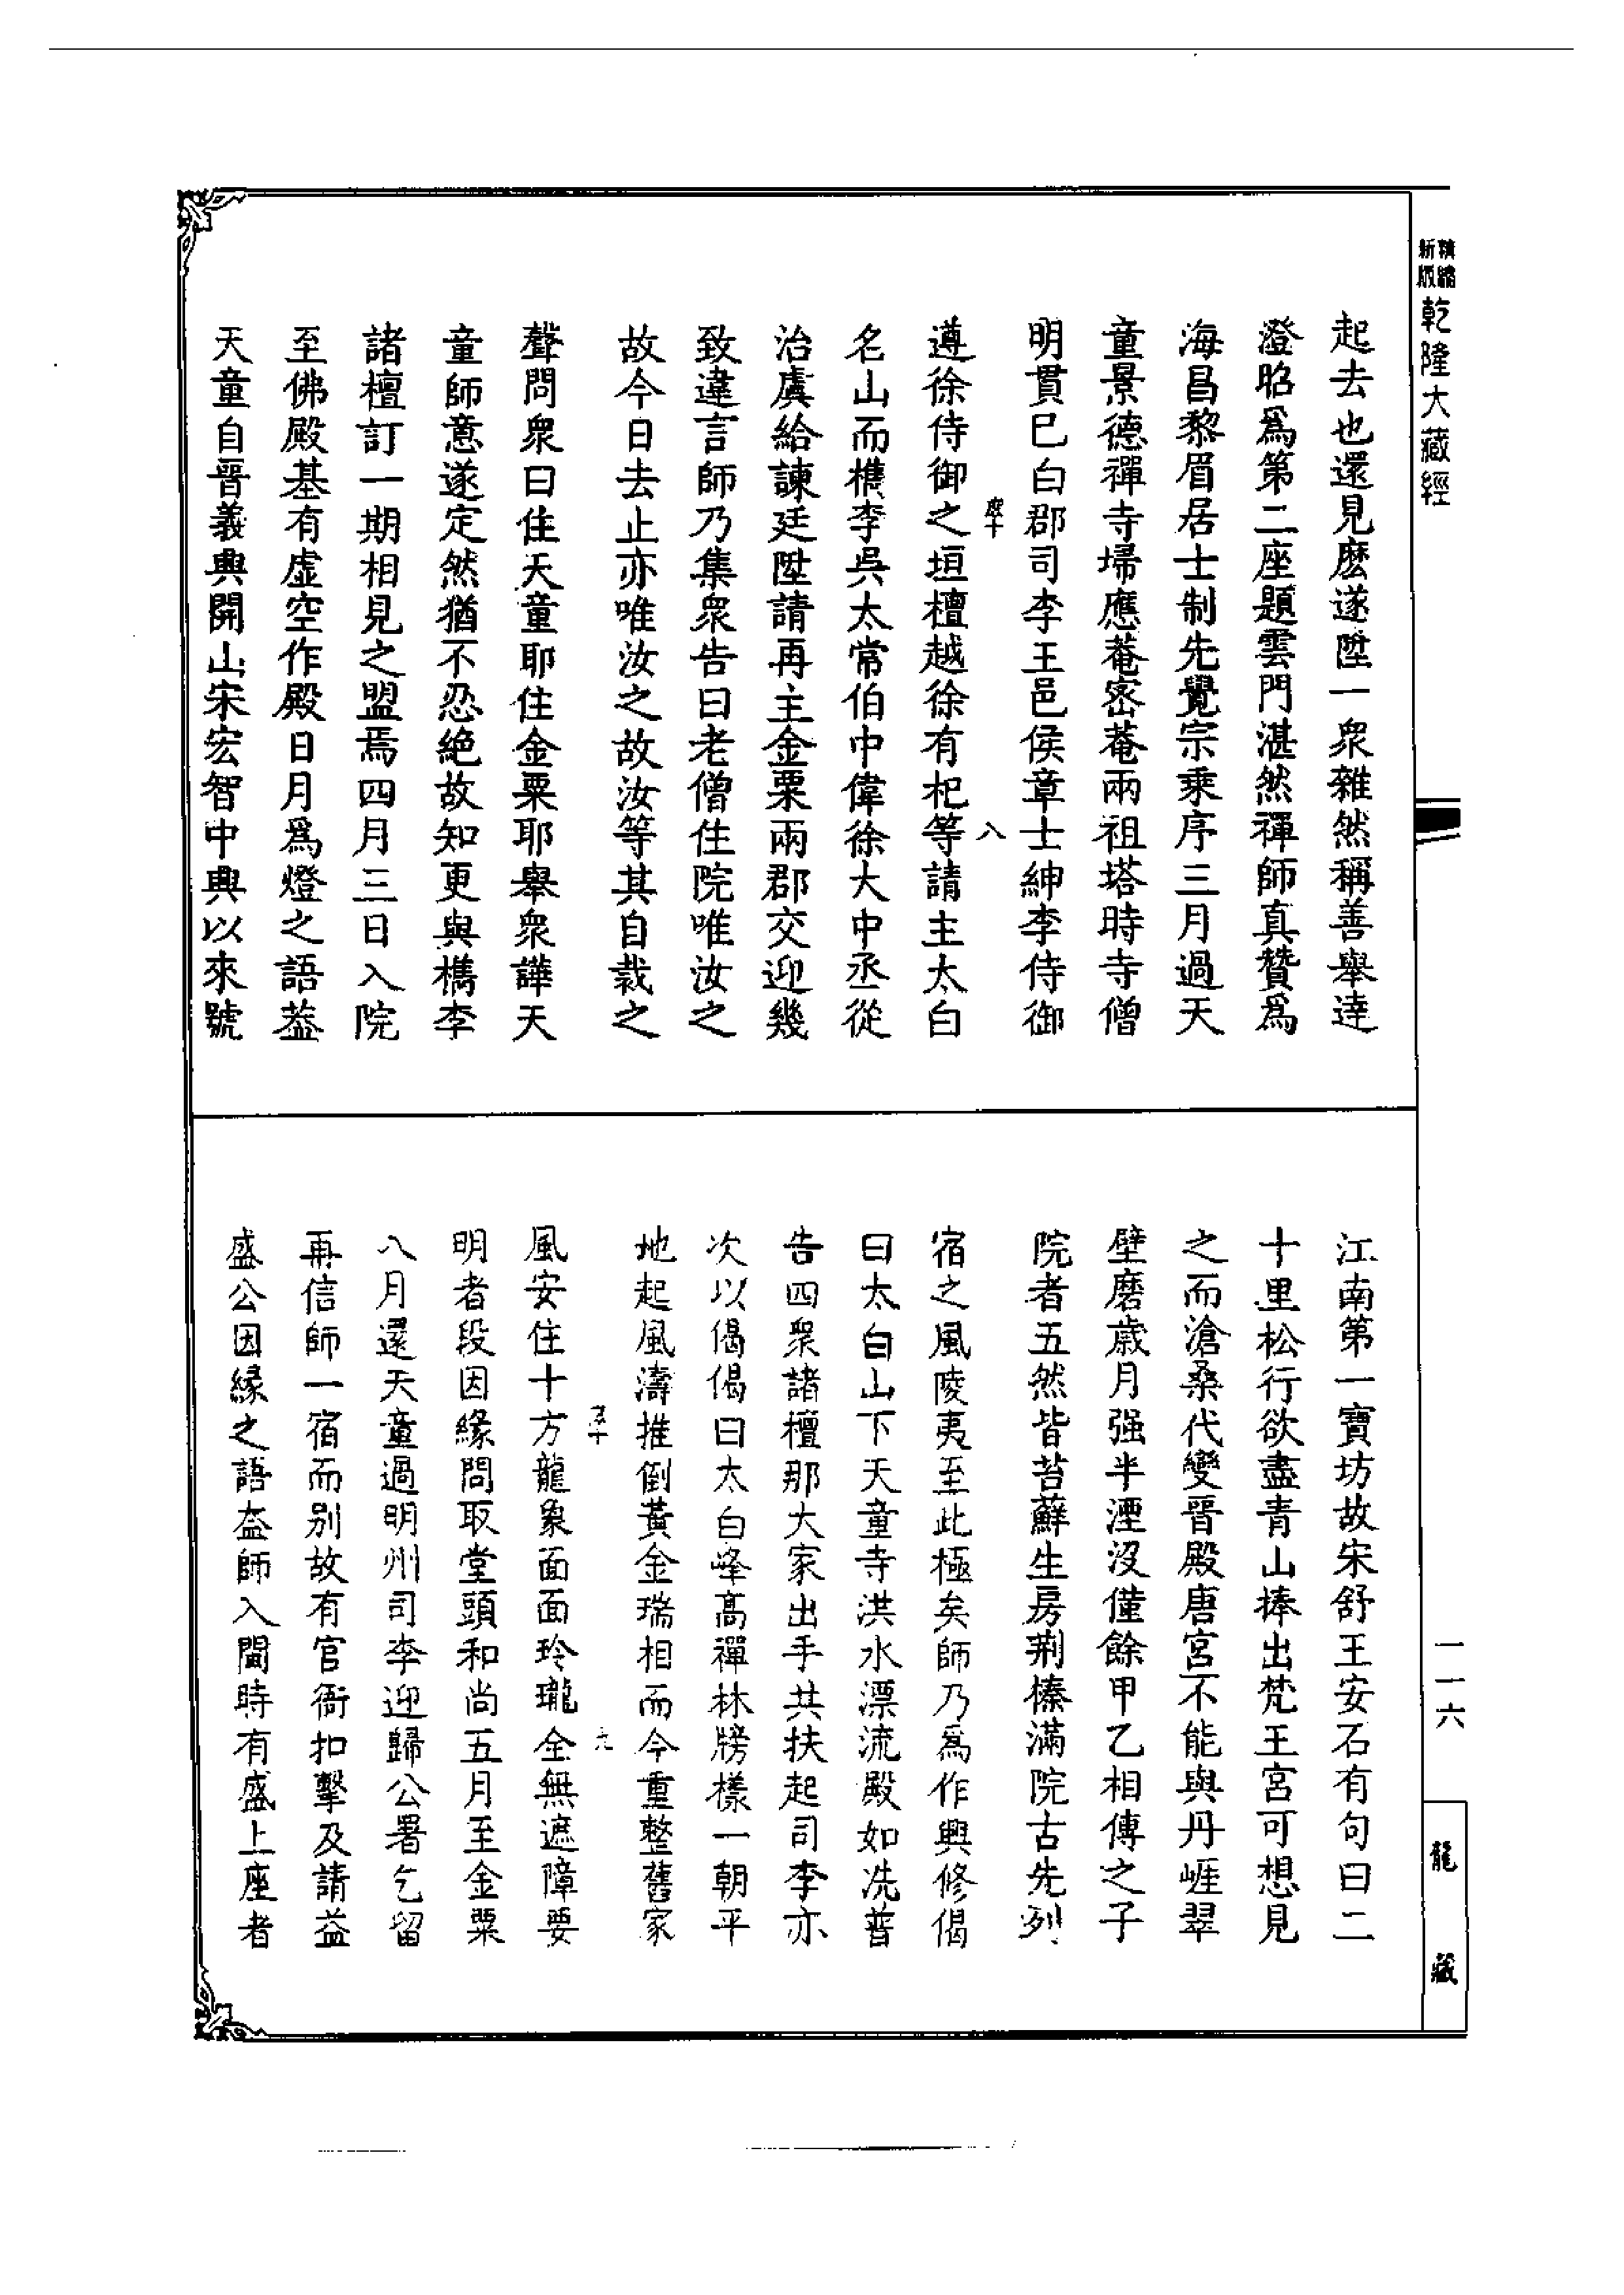 精縮
新版
乾隆大藏經
起去也還見麽遂陞一衆雜然稱善舉達
澄昭爲第二座題雲門湛然禪師真贊爲
海昌黎眉居士制先覺宗乘序三月過天
童景德禪寺埽應菴密菴兩祖塔時寺僧
明貫巳白郡司李王邑侯章士紳李侍御
遵徐侍御之垣檀越徐有杞等請主太白
名山而檇李吳太常伯中偉徐大中丞從
治虞給諫廷陞請再主金粟兩郡交迎幾
致違言師乃集衆告曰老僧住院唯汝之
故今日去止亦唯汝之故汝等其自裁之
聲問衆曰住天童耶住金粟耶舉衆譁天
童師意遂定然猶不忍絕故知更與檇李
諸檀訂一期相見之盟焉四月三日入院
至佛殿基有虛空作殿日月爲燈之語葢
天童自晉義興開山宋宏智中興以來號
江南第一寶坊故宋舒王安石有句曰二
十里松行欲盡青山捧出梵王宮可想見
之而滄桑代變晉殿唐宮不能與丹崕翠
壁磨歲月强半湮沒僅餘甲乙相傳之子
院者五然皆苔蘚生房荆榛滿院古先列
宿之風陵夷至此極矣師乃爲作興修偈
曰太白山下天童寺洪水漂流殿如洗普
告四衆諸檀那大家出手共扶起司李亦
次以偈偈曰太白峰高禪林牓樣一朝平
地起風濤推倒黃金瑞相而今重整舊家
風安住十方龍象面面玲瓏全無遮障要
明者段因緣問取堂頭和尚五月至金粟
八月還天童過明州司李迎歸公署乞留
再信師一宿而別故有官衙扣擊及請益
盛公因緣之語葢師入閩時有盛上座者
一一六
龍藏